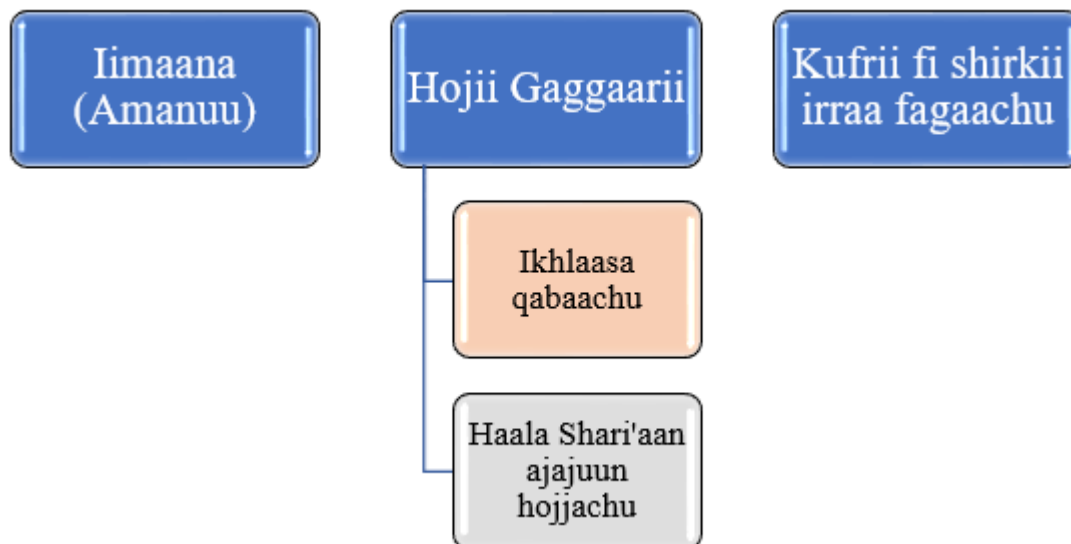 Iimaana
(Amanuu)
Hojii Gaggaarii
Kufrii fi shirkii
irraa fagaachu
Ikhlaasa
qabaachu
Haala Shari'aan
ajajuun
hojjachu